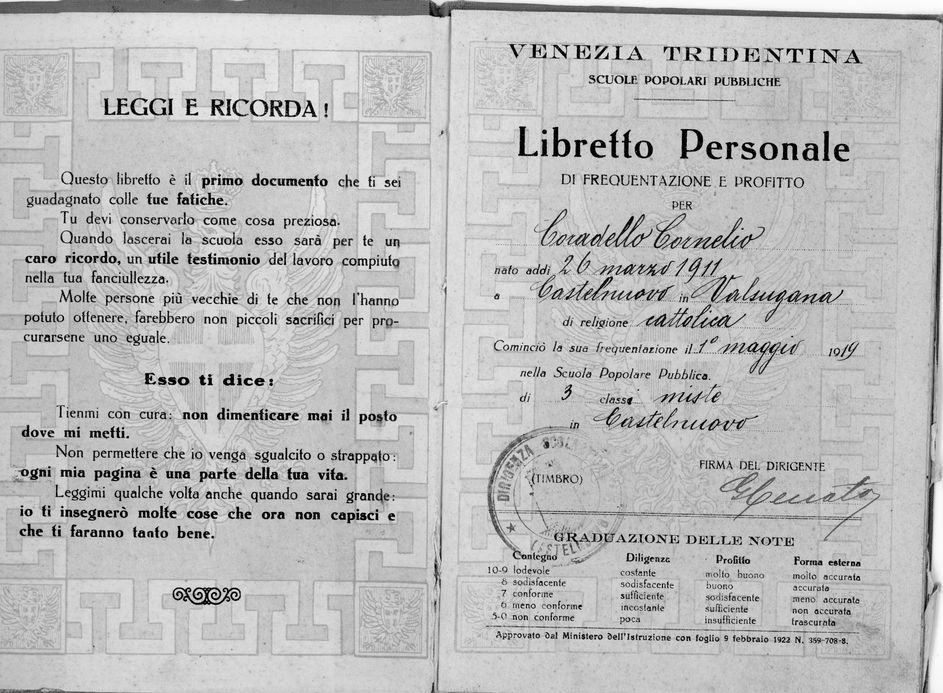 LEGGI E RICORDA!
Questo libretto è il primo documento che ti sei
guadagnato colle tue fatiche.
Tu devi conservarlo come cosa preziosa.
Quando lascerai la scuola esso sarà per te un
caro ricordo, un utile testimonio del lavoro compiuto
nella tua fanciullezza.
Molte persone più vecchie di te che non l'hanno
potuto ottenere, farebbero non piccoli sacrifici per pro-
curarsene uno eguale.
Esso ti dice:
Tienmi con cura: non dimenticare mai il posto
dove mi metti.
Non permettere che io venga sgualcito o strappato:
ogni mia pagina è una parte della tua vita.
Leggimi qualche volta anche quando sarai grande:
io ti insegnerò molte cose che ora non capisci e
che ti faranno tanto bene.
VENEZIA TRIDENTINA
SCUOLE POPOLARI PUBBLICHE
Libretto Personale
DI FREQUENTAZIONE E PROFITTO
PER
Coradello Cornelio
nato addi 26 marzo 1911
a Castelnuovo in Valsugana
di religione cattolica
Cominciò la sua frequentazione il 1º maggio 1919
nella Scuola Popolare Pubblica.
di 3 classi miste
in Castelnuovo
DIRIGENZA
(TIMBRO)
FIRMA DEL DIRIGENTE
GRADUAZIONE DELLE NOTE
Contegno Diligenza Profitto Forma esterna
10-9 lodevole costante molto buono molto accurata
8 sodisfacente sodisfacente buono accurata
7 conforme sufficiente sodisfacente meno accurata
6 meno conforme incostante sufficiente non accurata
5-0 non conforme poca insufficiente trascurata
Approvato dal Ministero dell'Istruzione con foglio 9 febbraio 1922 N. 359-708-8.